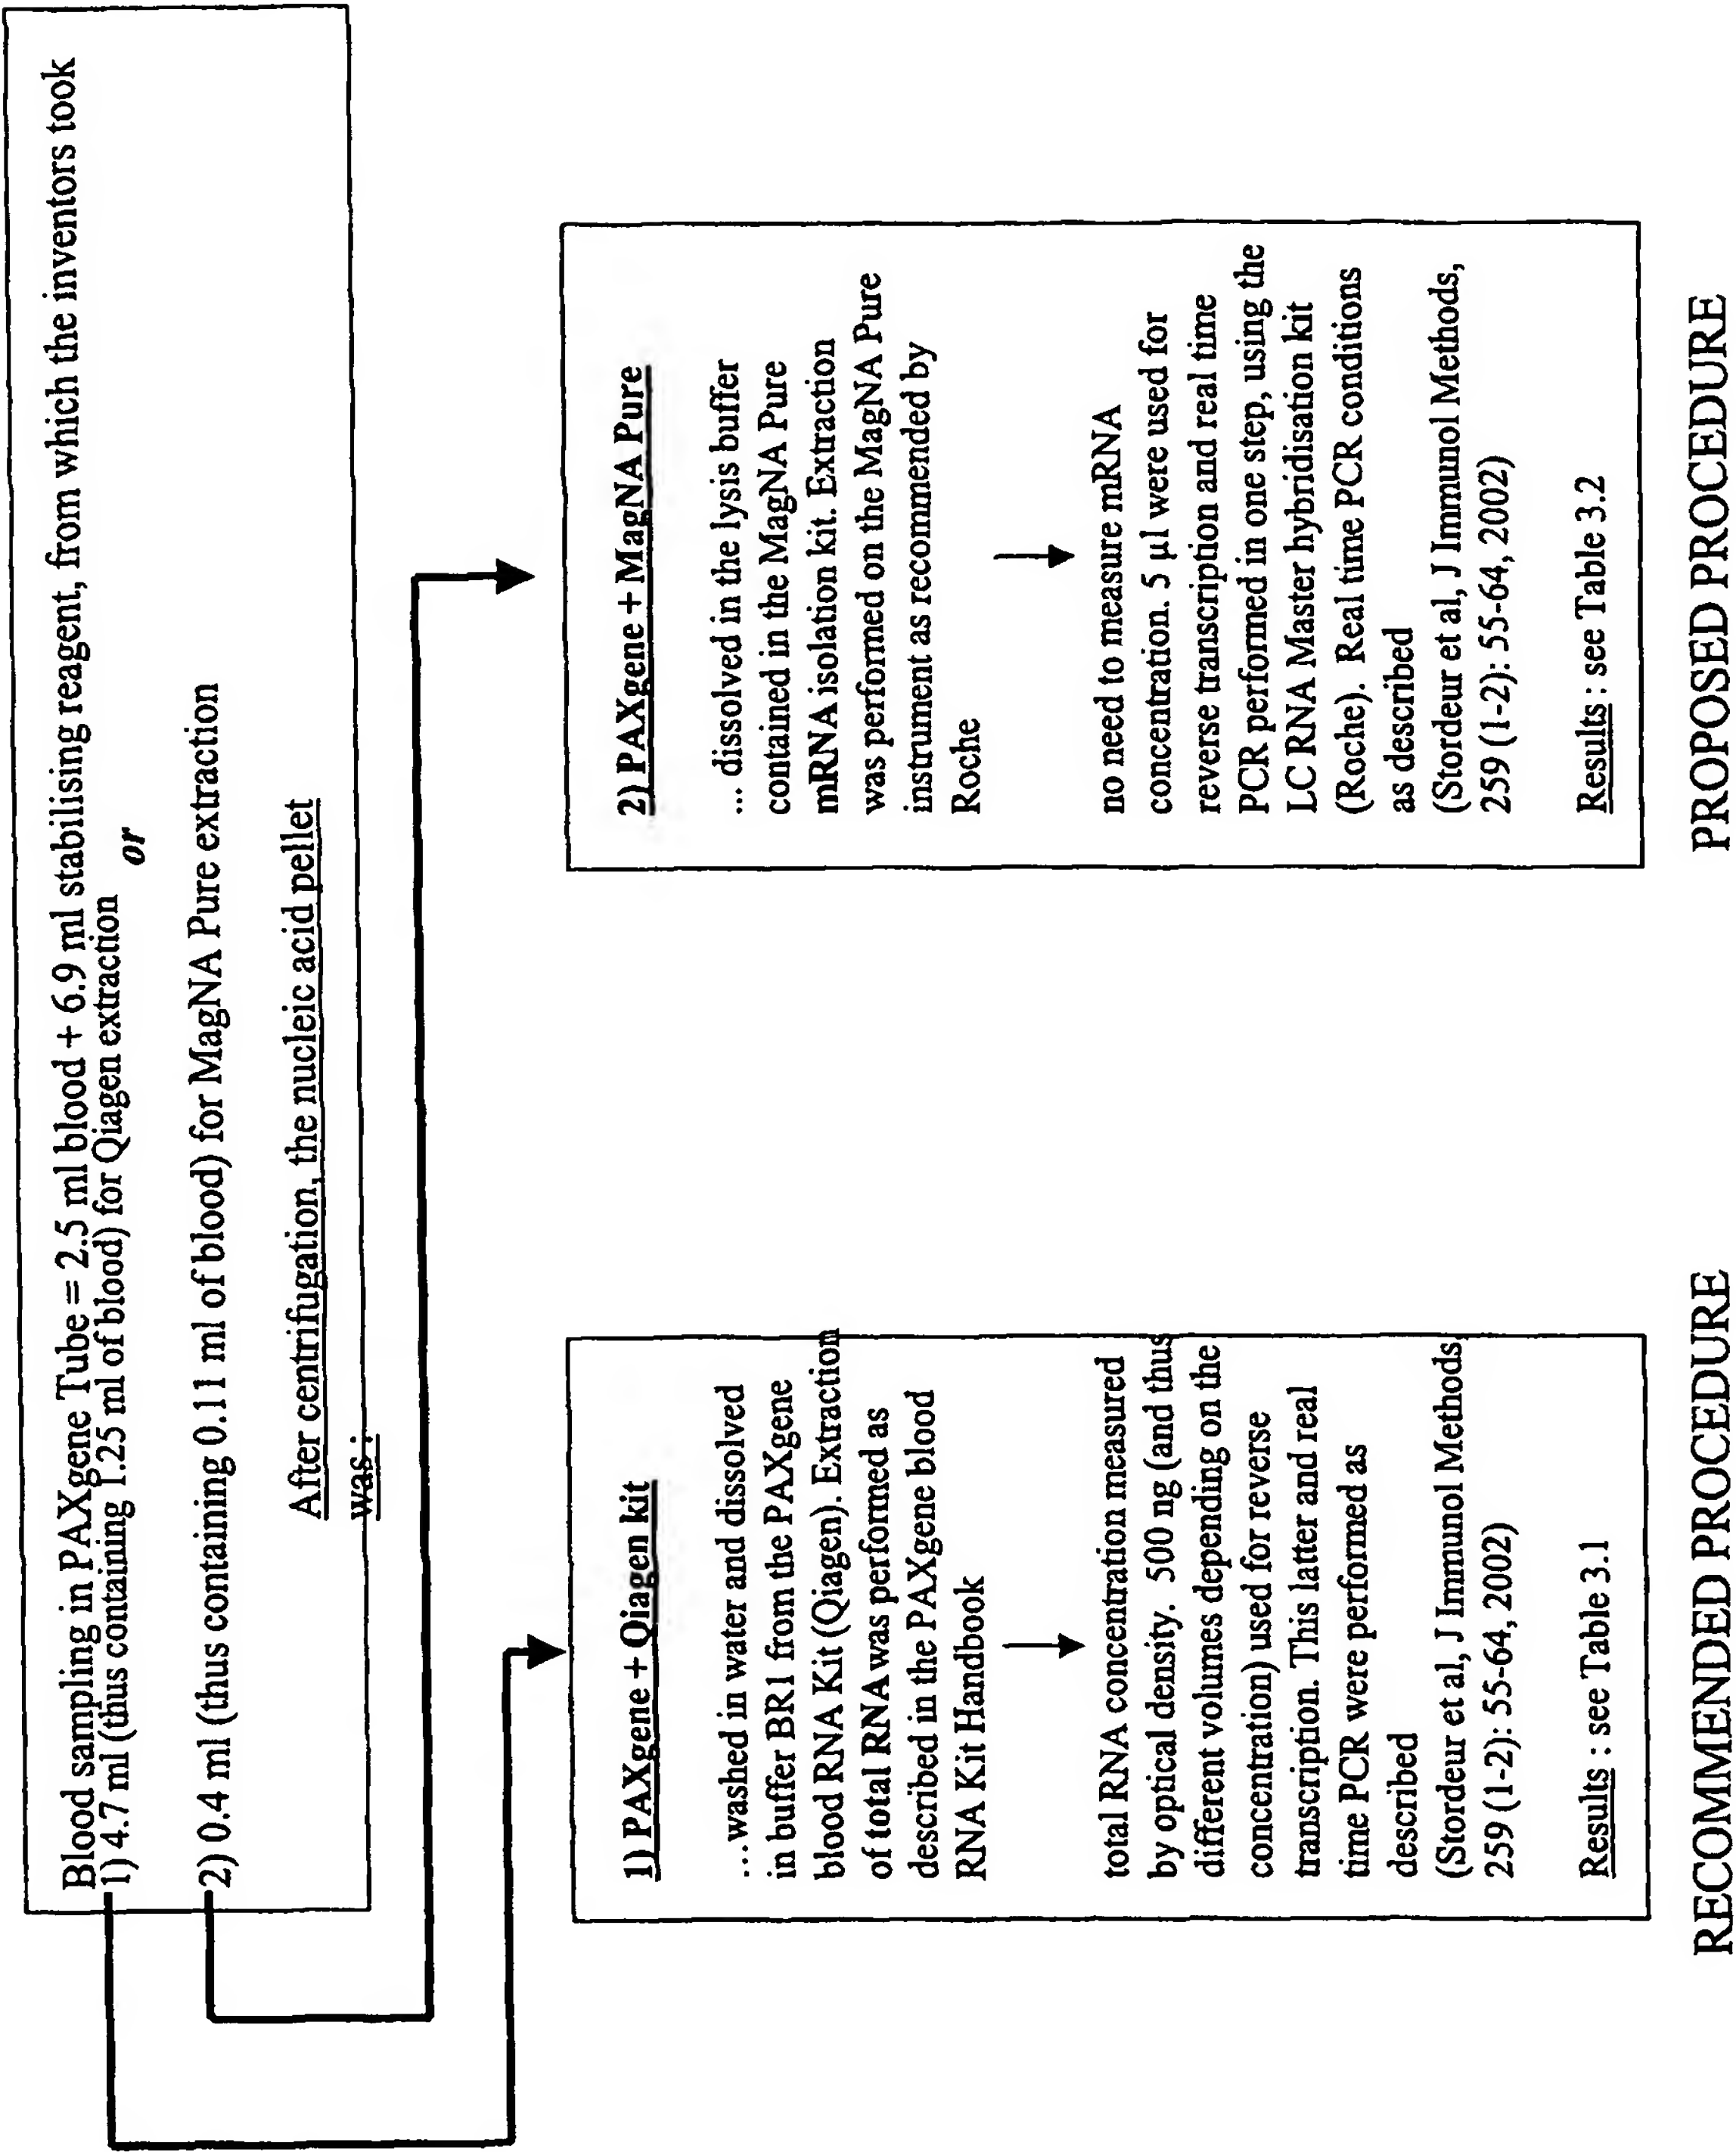 Blood sampling in PAXgene Tube = 2.5 ml blood + 6.9 ml stabilising reagent, from which the inventors took
1) 4.7 ml (thus containing 1.25 ml of blood) for Qiagen extraction
or
2) 0.4 ml (thus containing 0.11 ml of blood) for MagNA Pure extraction
After centrifugation, the nucleic acid pellet
was :
1) PAXgene + Qiagen kit
...washed in water and dissolved
in buffer BR1 from the PAXgene
blood RNA Kit (Qiagen). Extraction
of total RNA was performed as
described in the PAXgene blood
RNA Kit Handbook
total RNA concentration measured
by optical density. 500 ng (and thus
different volumes depending on the
concentration) used for reverse
transcription. This latter and real
time PCR were performed as
described
(Stordeur et al, J Immunol Methods,
259 (1-2): 55-64, 2002)
Results : see Table 3.1
RECOMMENDED PROCEDURE
2) PAXgene + MagNA Pure
... dissolved in the lysis buffer
contained in the MagNA Pure
mRNA isolation kit. Extraction
was performed on the MagNA Pure
instrument as recommended by
Roche
no need to measure mRNA
concentration. 5 µl were used for
reverse transcription and real time
PCR performed in one step, using the
LC RNA Master hybridisation kit
(Roche). Real time PCR conditions
as described
(Stordeur et al, J Immunol Methods,
259 (1-2): 55-64, 2002)
Results : see Table 3.2
PROPOSED PROCEDURE